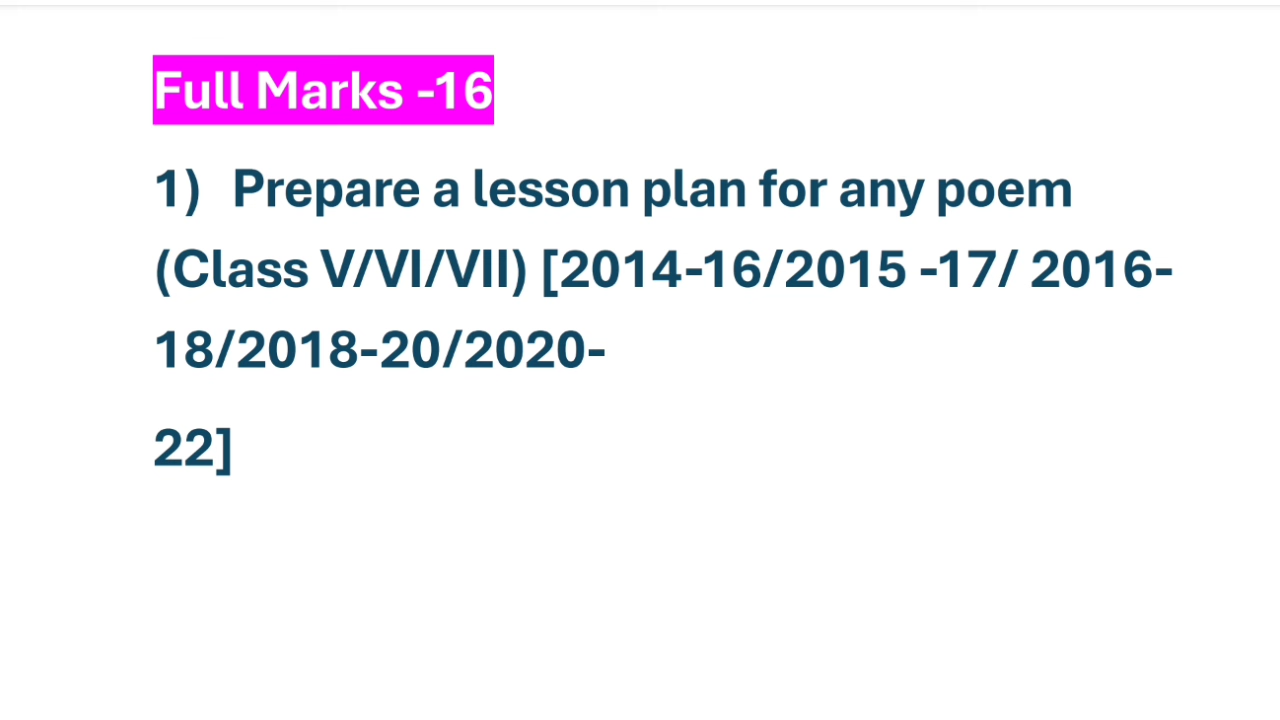 Full Marks -16
1) Prepare a lesson plan for any poem
(Class V/VI/VII) [2014-16/2015 -17/ 2016-
18/2018-20/2020-
22]